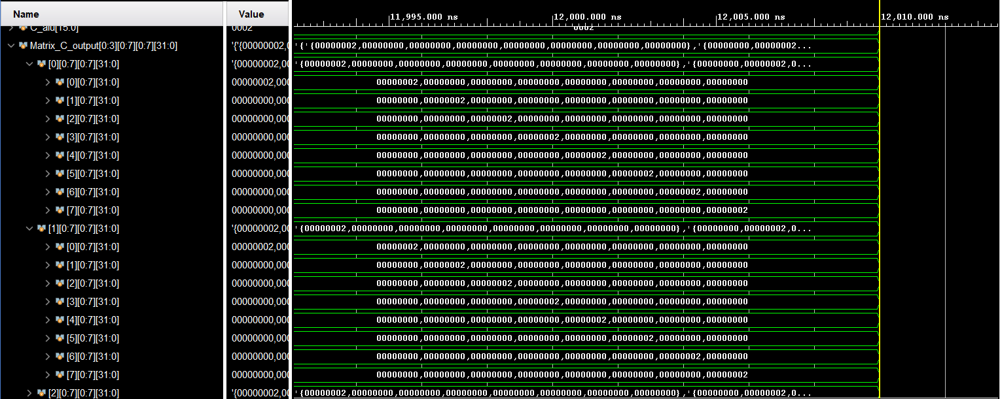 Name Value 11,995.000 ns 12,000.000 ns 12,005.000 ns 12,010.000 ns
C_alu[15:0] 0002 0002
Matrix_C_output[0:3][0:7][0:7][31:0] '{'{00000002,0 '{'{00000002,00000000,00000000,00000000,00000000,00000000,00000000,00000000},'{00000000,00000002...
[0][0:7][0:7][31:0] '{00000002,00 '{00000002,00000000,00000000,00000000,00000000,00000000,00000000,00000000},'{00000000,00000002,0...
[0][0:7][31:0] 00000002,000 00000002,00000000,00000000,00000000,00000000,00000000,00000000,00000000
[1][0:7][31:0] 00000000,000 00000000,00000002,00000000,00000000,00000000,00000000,00000000,00000000
[2][0:7][31:0] 00000000,000 00000000,00000000,00000002,00000000,00000000,00000000,00000000,00000000
[3][0:7][31:0] 00000000,000 00000000,00000000,00000000,00000002,00000000,00000000,00000000,00000000
[4][0:7][31:0] 00000000,000 00000000,00000000,00000000,00000000,00000002,00000000,00000000,00000000
[5][0:7][31:0] 00000000,000 00000000,00000000,00000000,00000000,00000000,00000002,00000000,00000000
[6][0:7][31:0] 00000000,000 00000000,00000000,00000000,00000000,00000000,00000000,00000002,00000000
[7][0:7][31:0] 00000000,000 00000000,00000000,00000000,00000000,00000000,00000000,00000000,00000002
[1][0:7][0:7][31:0] '{00000002,00 '{00000002,00000000,00000000,00000000,00000000,00000000,00000000,00000000},'{00000000,00000002,0...
[0][0:7][31:0] 00000002,000 00000002,00000000,00000000,00000000,00000000,00000000,00000000,00000000
[1][0:7][31:0] 00000000,000 00000000,00000002,00000000,00000000,00000000,00000000,00000000,00000000
[2][0:7][31:0] 00000000,000 00000000,00000000,00000002,00000000,00000000,00000000,00000000,00000000
[3][0:7][31:0] 00000000,000 00000000,00000000,00000000,00000002,00000000,00000000,00000000,00000000
[4][0:7][31:0] 00000000,000 00000000,00000000,00000000,00000000,00000002,00000000,00000000,00000000
[5][0:7][31:0] 00000000,000 00000000,00000000,00000000,00000000,00000000,00000002,00000000,00000000
[6][0:7][31:0] 00000000,000 00000000,00000000,00000000,00000000,00000000,00000000,00000002,00000000
[7][0:7][31:0] 00000000,000 00000000,00000000,00000000,00000000,00000000,00000000,00000000,00000002
[2][0:7][0:7][31:0] '{00000002,00 '{00000002,00000000,00000000,00000000,00000000,00000000,00000000,00000000},'{00000000,00000002,0...